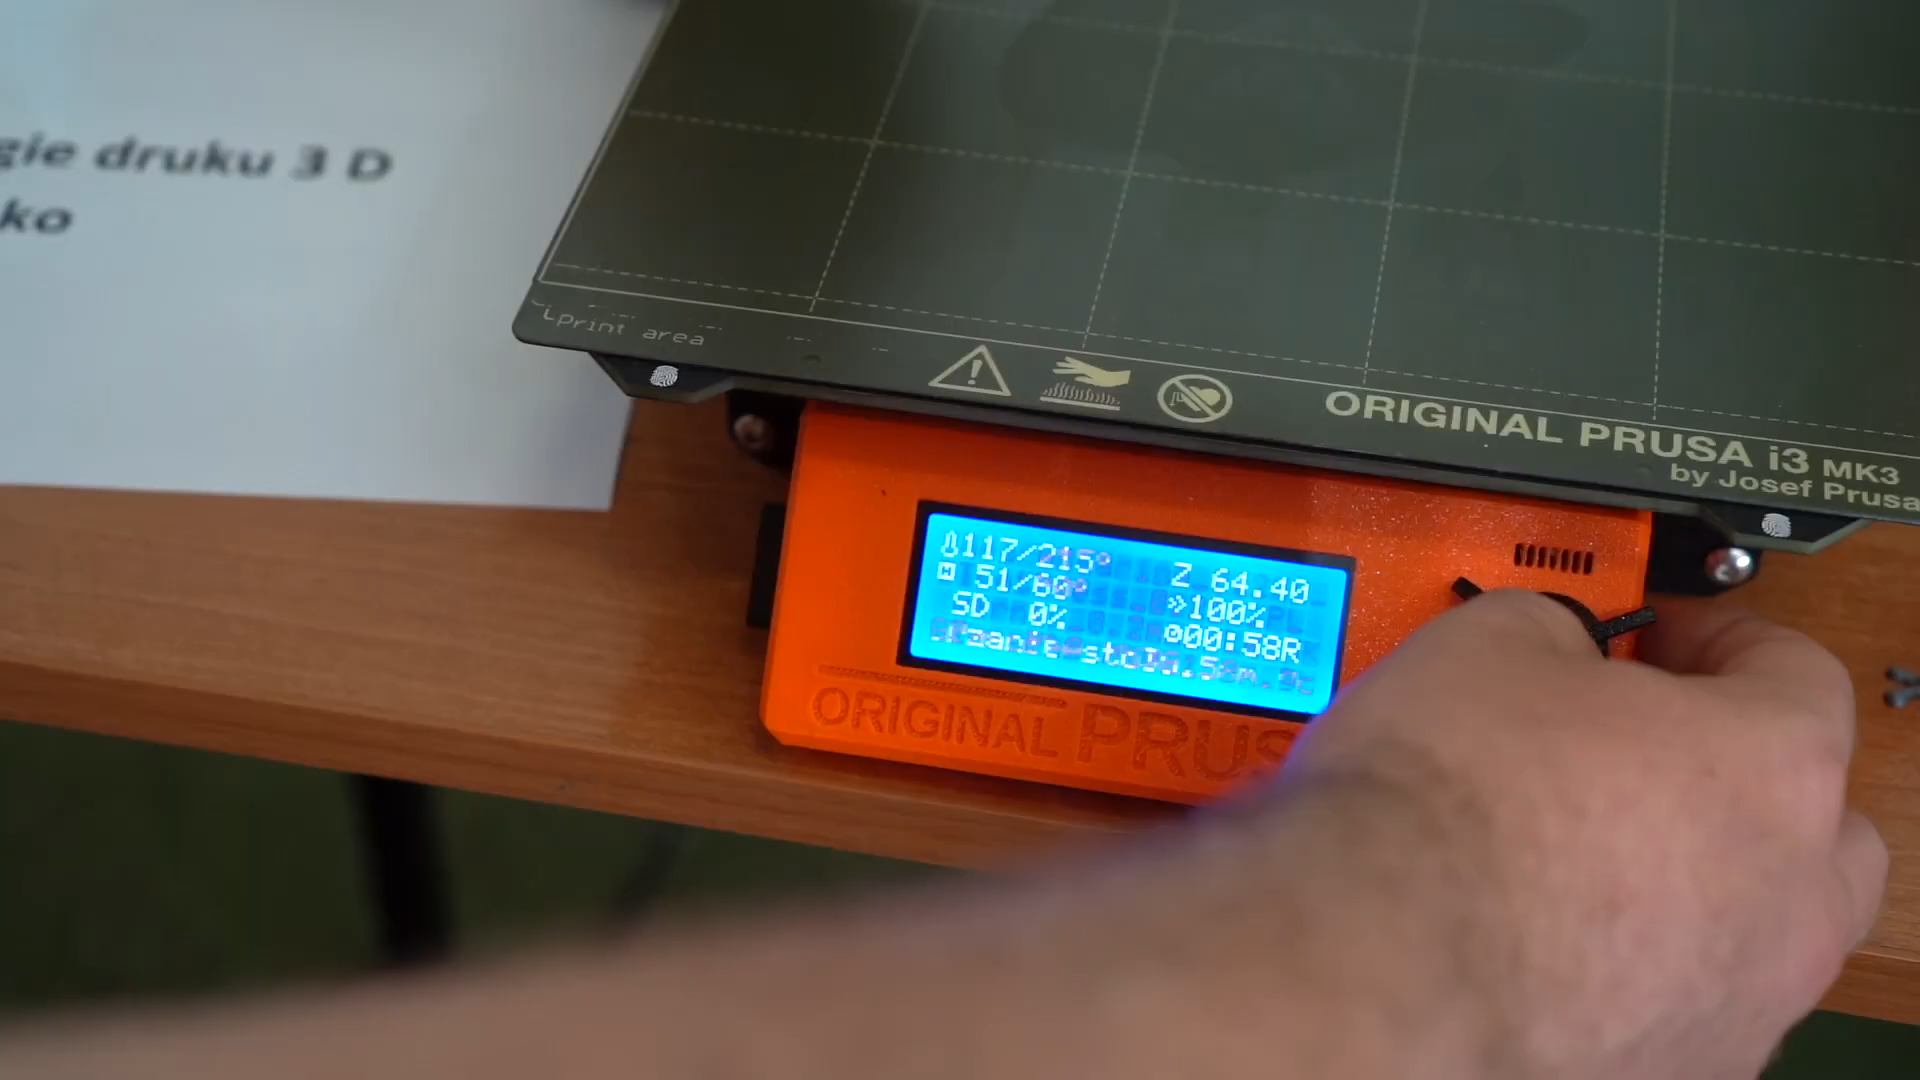 gie druku 3 D
ko
print area
ORIGINAL PRUSA i3 MK3
by Josef Prusa
117/215° Z 64.40
51/60° 100%
SD 0% 00:58R
ORIGINAL PRUS